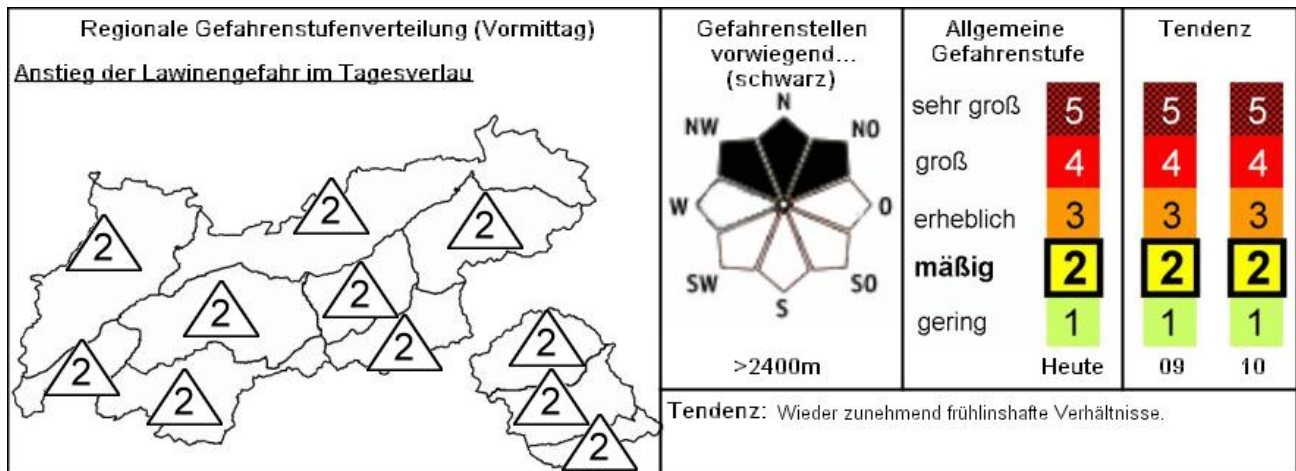 Regionale Gefahrenstufenverteilung (Vormittag)
Anstieg der Lawinengefahr im Tagesverlau
2
2
2
2
2
2
2
2
2
2
2
Gefahrenstellen
vorwiegend...
(schwarz)
N
NW
NO
W
O
SW
SO
S
>2400m
Allgemeine
Gefahrenstufe
sehr groß 5
groß 4
erheblich 3
mäßig 2
gering 1
Heute
Tendenz
5 5
4 4
3 3
2 2
1 1
09 10
Tendenz: Wieder zunehmend frühlinshafte Verhältnisse.